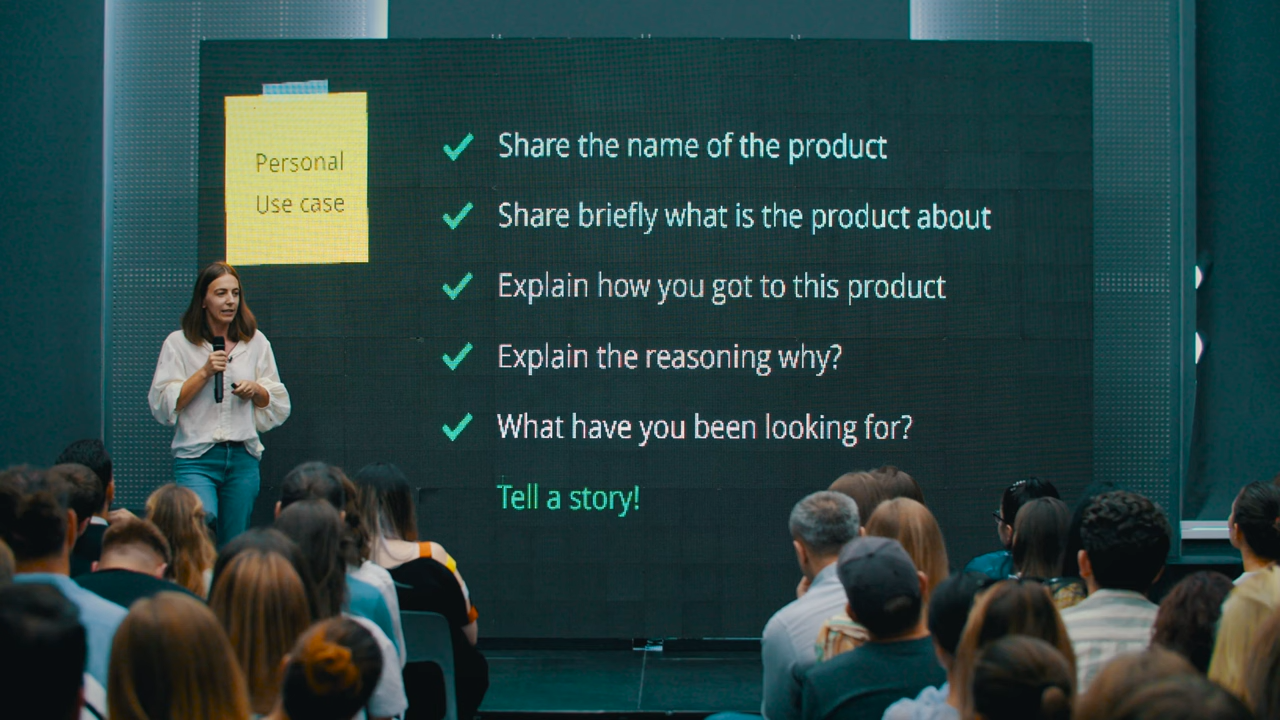 Personal
Use case
Share the name of the product
Share briefly what is the product about
Explain how you got to this product
Explain the reasoning why?
What have you been looking for?
Tell a story!